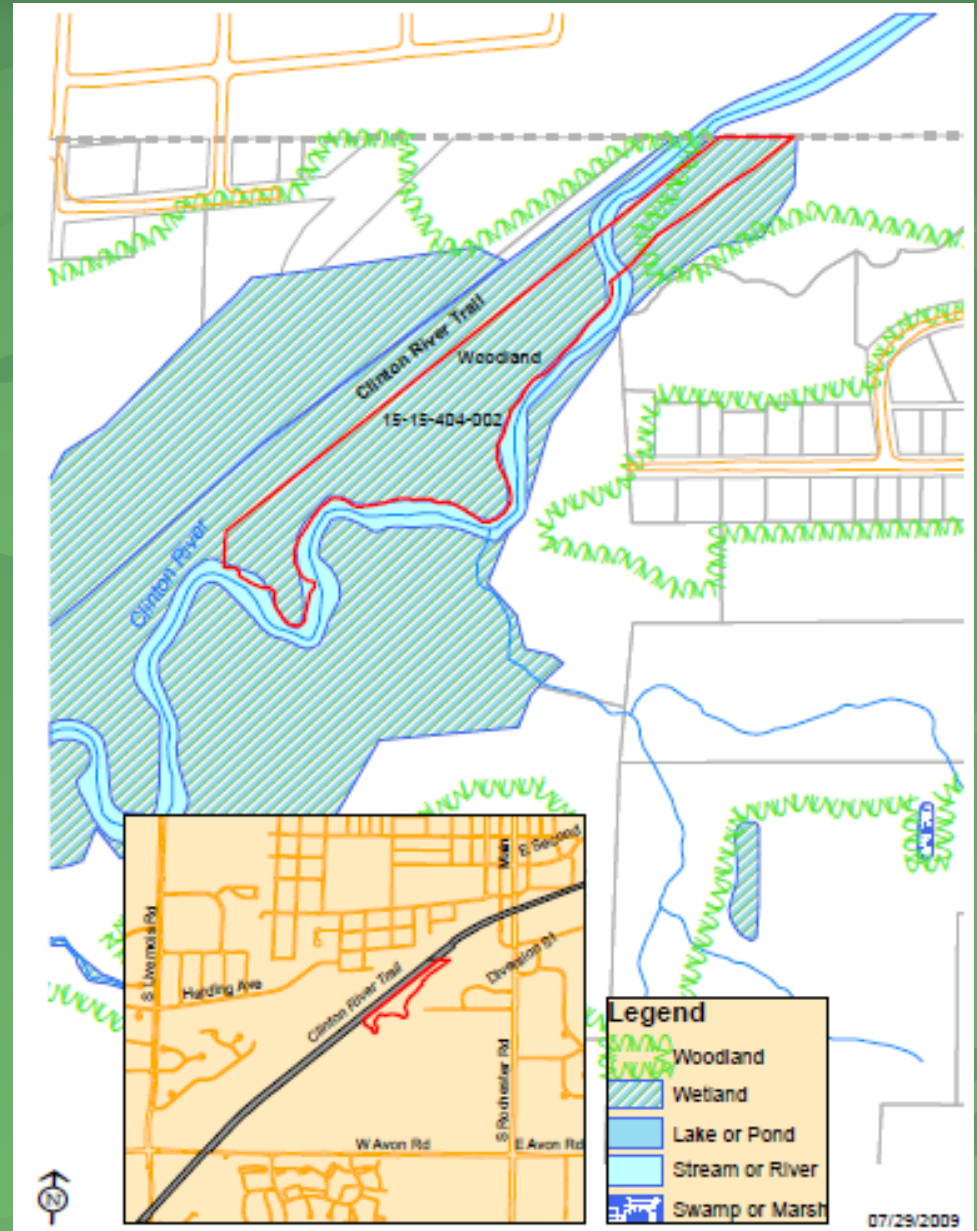 Clinton River Trail
Woodland
15-15-404-002
Clinton River
Main
E Second
S Livernois Rd
Harding Ave
Clinton River Trail
Division St
S Rochester Rd
W Avon Rd
E Avon Rd
Legend
Woodland
Wetland
Lake or Pond
Stream or River
Swamp or Marsh
N
07/29/2009